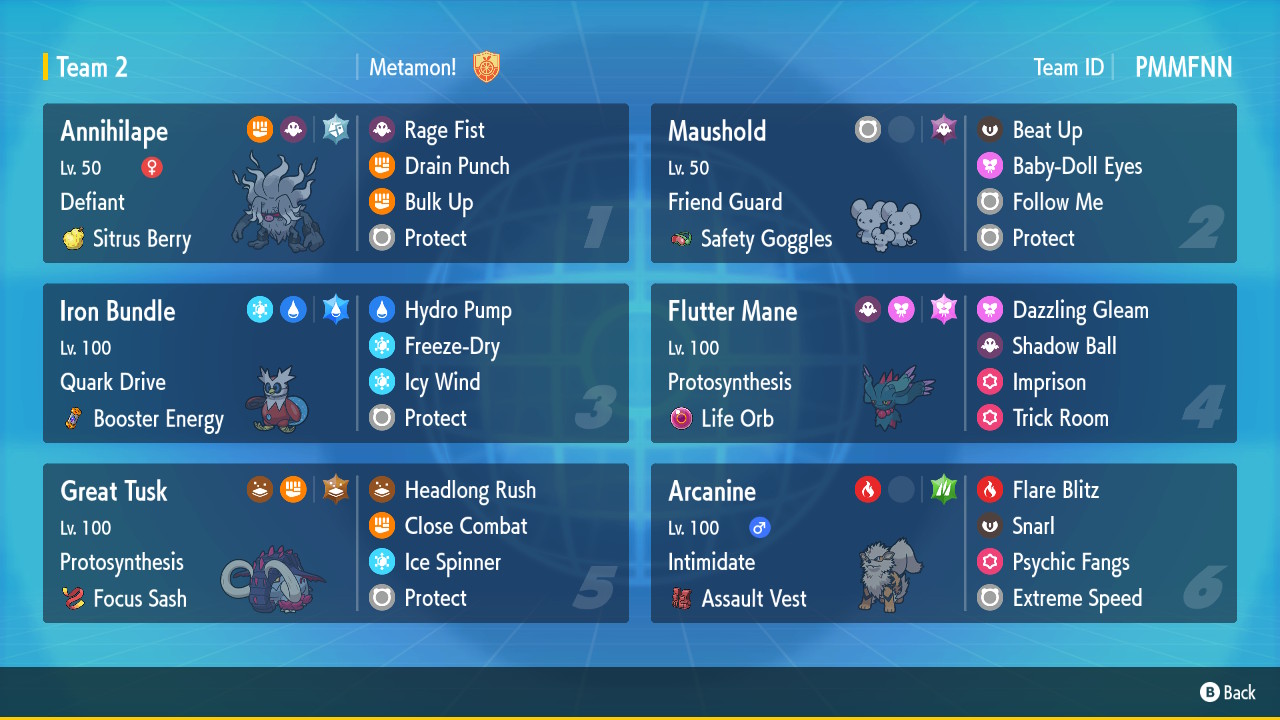 Team 2
Metamon!
Team ID
PMMFNN
Annihilape
Lv. 50
Defiant
Sitrus Berry
Rage Fist
Drain Punch
Bulk Up
Protect
1
Maushold
Lv. 50
Friend Guard
Safety Goggles
Beat Up
Baby-Doll Eyes
Follow Me
Protect
2
Iron Bundle
Lv. 100
Quark Drive
Booster Energy
Hydro Pump
Freeze-Dry
Icy Wind
Protect
3
Flutter Mane
Lv. 100
Protosynthesis
Life Orb
Dazzling Gleam
Shadow Ball
Imprison
Trick Room
4
Great Tusk
Lv. 100
Protosynthesis
Focus Sash
Headlong Rush
Close Combat
Ice Spinner
Protect
5
Arcanine
Lv. 100
Intimidate
Assault Vest
Flare Blitz
Snarl
Psychic Fangs
Extreme Speed
6
B Back